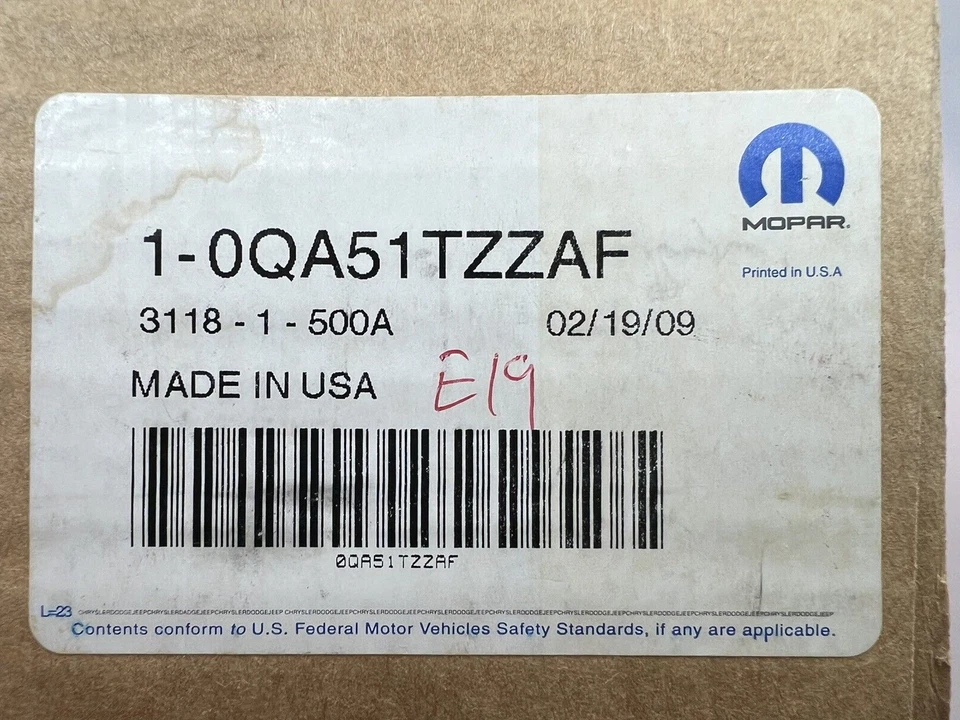 MOPAR.
1-0QA51TZZAF
Printed in U.S.A
3118 - 1 - 500A 02/19/09
MADE IN USA E19
0QA51TZZAF
L=23
Contents conform to U.S. Federal Motor Vehicles Safety Standards, if any are applicable.